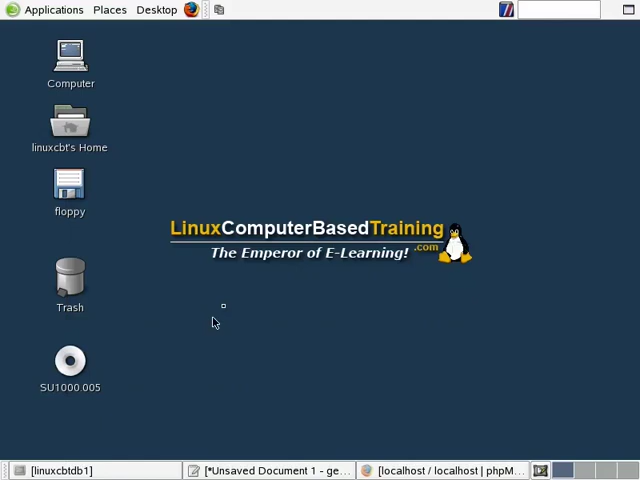 Applications Places Desktop
Computer
linuxcbt's Home
floppy
Trash
SU1000.005
LinuxComputerBasedTraining
.com
The Emperor of E-Learning!
[linuxcbtdb1]
[*Unsaved Document 1 - ge...
[localhost / localhost | phpM...